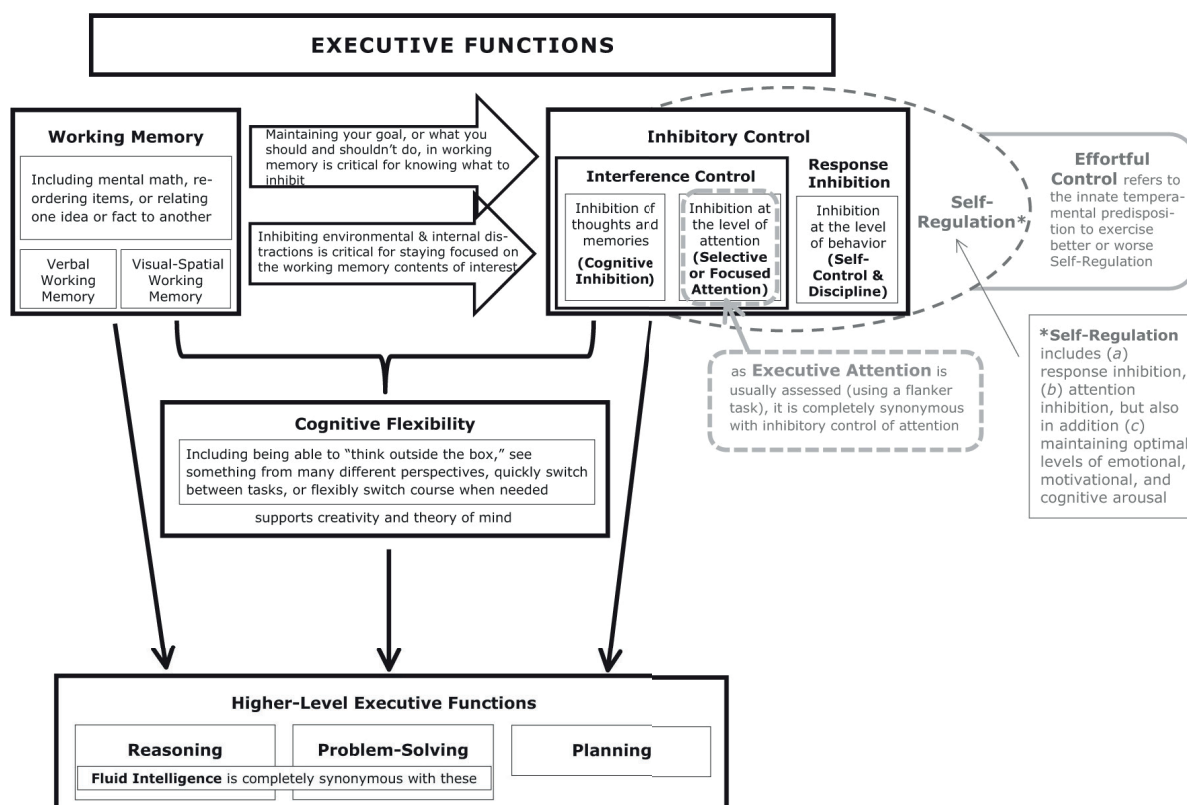 EXECUTIVE FUNCTIONS
Working Memory
Including mental math, re-
ordering items, or relating
one idea or fact to another
Verbal
Working
Memory
Visual-Spatial
Working
Memory
Maintaining your goal, or what you
should and shouldn’t do, in working
memory is critical for knowing what to
inhibit
Inhibiting environmental & internal dis-
tractions is critical for staying focused
on the working memory contents of interest
Inhibitory Control
Interference Control
Inhibition of
thoughts and
memories
(Cognitive
Inhibition)
Inhibition at
the level of
attention
(Selective
or Focused
Attention)
Response
Inhibition
Inhibition
at the level
of behavior
(Self-
Control &
Discipline)
Self-
Regulation*
Effortful
Control refers to
the innate tempera-
mental predisposi-
tion to exercise
better or worse
Self-Regulation
*Self-Regulation
includes (a)
response inhibition,
(b) attention
inhibition, but also
in addition (c)
maintaining optimal
levels of emotional,
motivational, and
cognitive arousal
as Executive Attention is
usually assessed (using a flanker
task), it is completely synonymous
with inhibitory control of attention
Cognitive Flexibility
Including being able to “think outside the box,” see
something from many different perspectives, quickly switch
between tasks, or flexibly switch course when needed
supports creativity and theory of mind
Higher-Level Executive Functions
Reasoning
Problem-Solving
Planning
Fluid Intelligence is completely synonymous with these